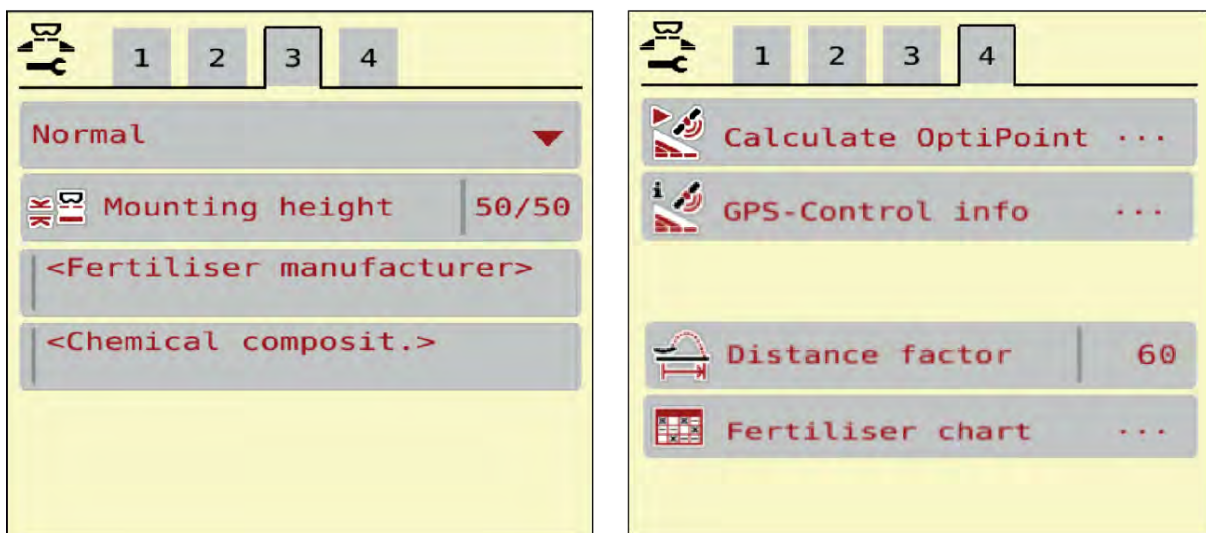 1 2 3 4
Normal
Mounting height 50/50
<Fertiliser manufacturer>
<Chemical composit.>
1 2 3 4
Calculate OptiPoint ...
GPS-Control info ...
Distance factor 60
Fertiliser chart ...